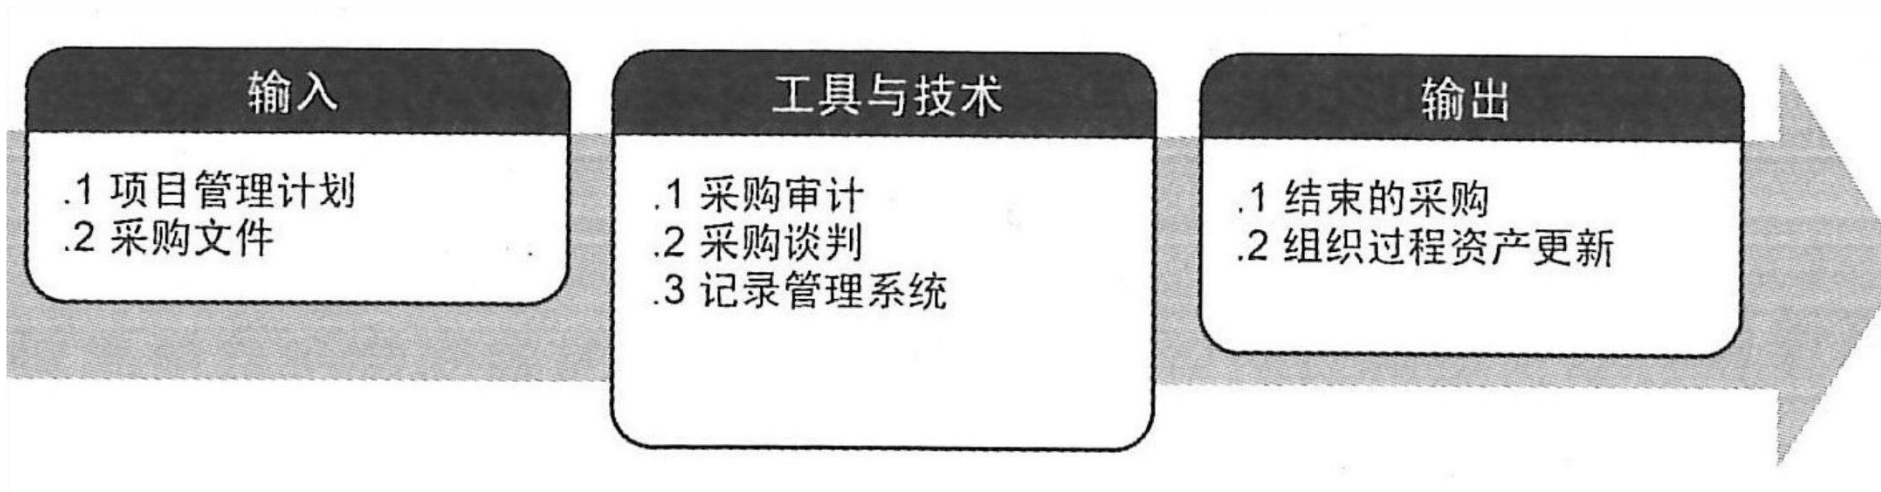 输入
.1 项目管理计划
.2 采购文件
工具与技术
.1 采购审计
.2 采购谈判
.3 记录管理系统
输出
.1 结束的采购
.2 组织过程资产更新